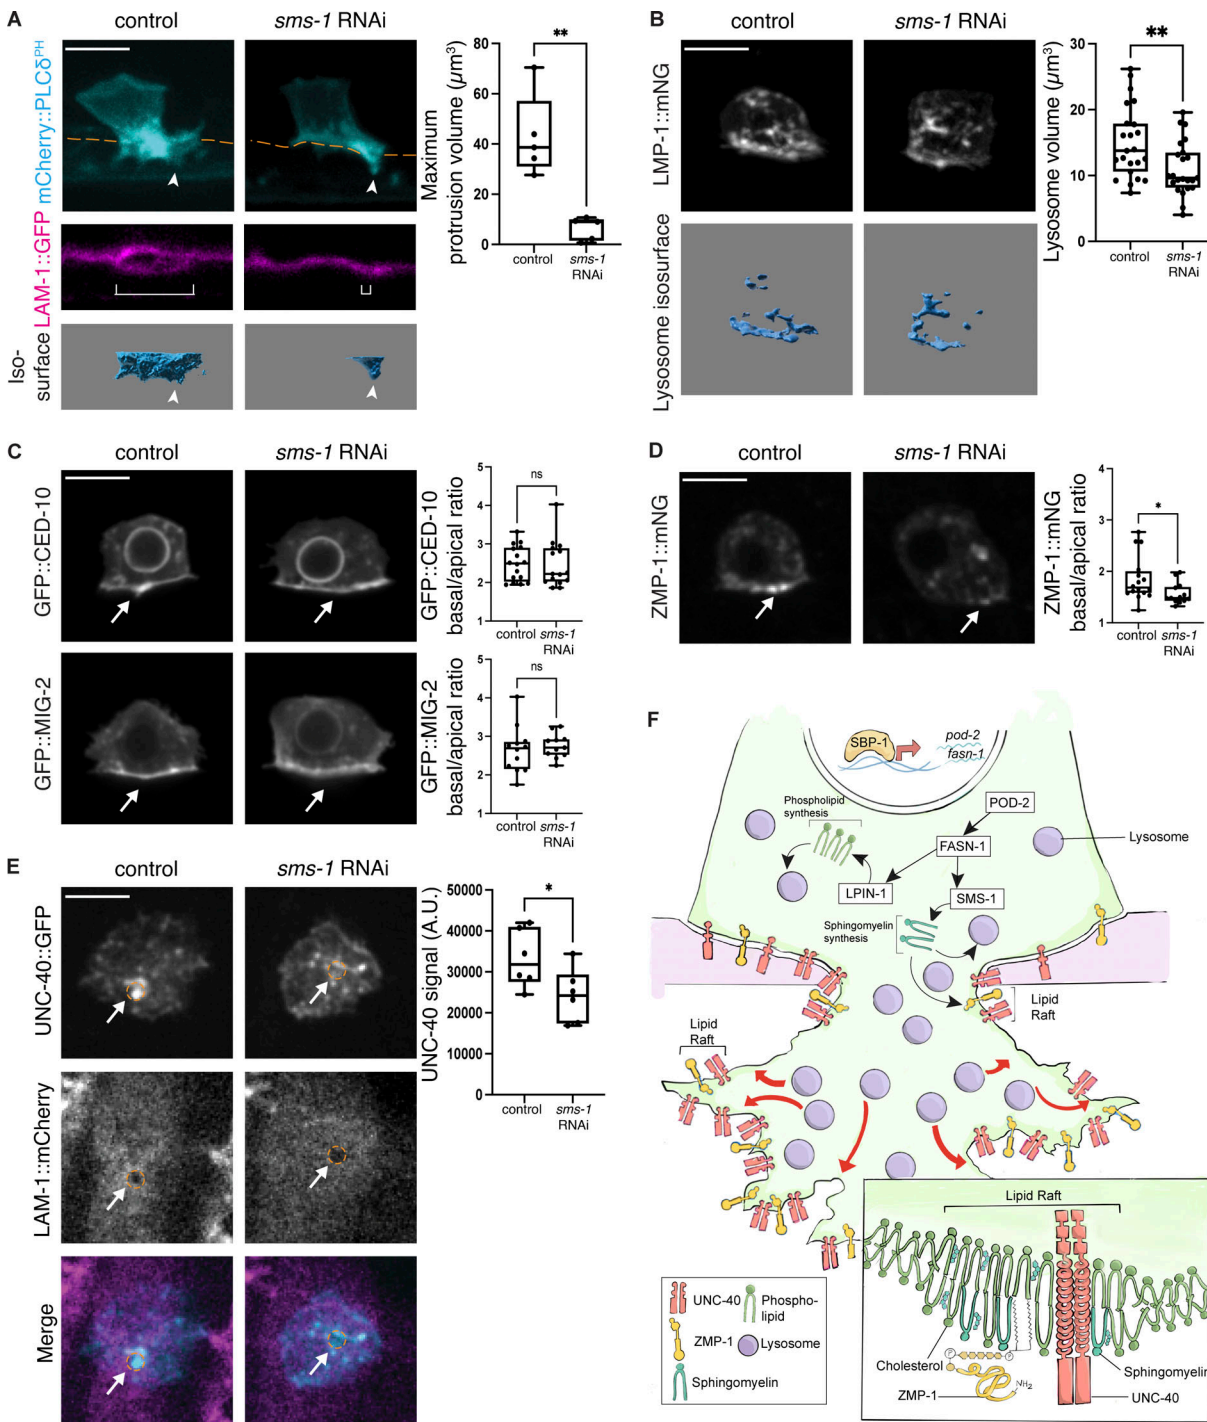 A
control
sms-1 RNAi
mCherry::PLCδPH
LAM-1::GFP
Iso-
surface
Maximum
protrusion volume (μm³)
**
80
60
40
20
0
control
sms-1
RNAi
B
control
sms-1 RNAi
LMP-1::mNG
Lysosome isosurface
Lysosome volume (μm³)
**
30
20
10
0
control
sms-1
RNAi
C
control
sms-1 RNAi
GFP::CED-10
GFP::CED-10
basal/apical ratio
ns
5
4
3
2
1
control
sms-1
RNAi
GFP::MIG-2
GFP::MIG-2
basal/apical ratio
ns
5
4
3
2
1
control
sms-1
RNAi
D
control
sms-1 RNAi
ZMP-1::mNG
ZMP-1::mNG
basal/apical ratio
*
4
3
2
1
control
sms-1
RNAi
E
control
sms-1 RNAi
UNC-40::GFP
LAM-1::mCherry
Merge
UNC-40 signal (A.U.)
*
50000
40000
30000
20000
10000
0
control
sms-1
RNAi
F
SBP-1
pod-2
fasn-1
Phospholipid
synthesis
POD-2
FASN-1
Lysosome
LPIN-1
SMS-1
Sphingomyelin
synthesis
Lipid
Raft
Lipid
Raft
Lipid Raft
P
P
NH2
Cholesterol
ZMP-1
Sphingomyelin
UNC-40
UNC-40
Phospho-
lipid
ZMP-1
Lysosome
Sphingomyelin